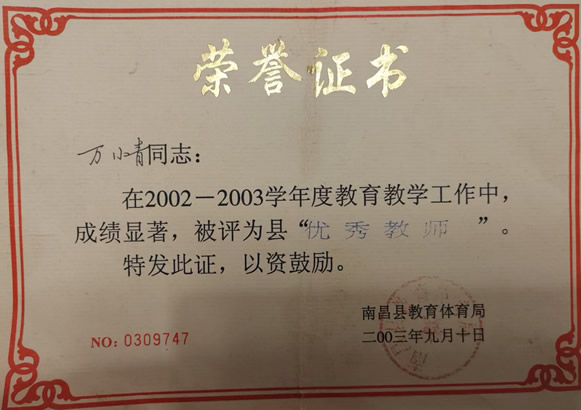 荣誉证书
万小青同志：
在2002－2003学年度教育教学工作中，
成绩显著，被评为县“优秀教师”。
特发此证，以资鼓励。
南昌县教育体育局
二00三年九月十日
NO: 0309747